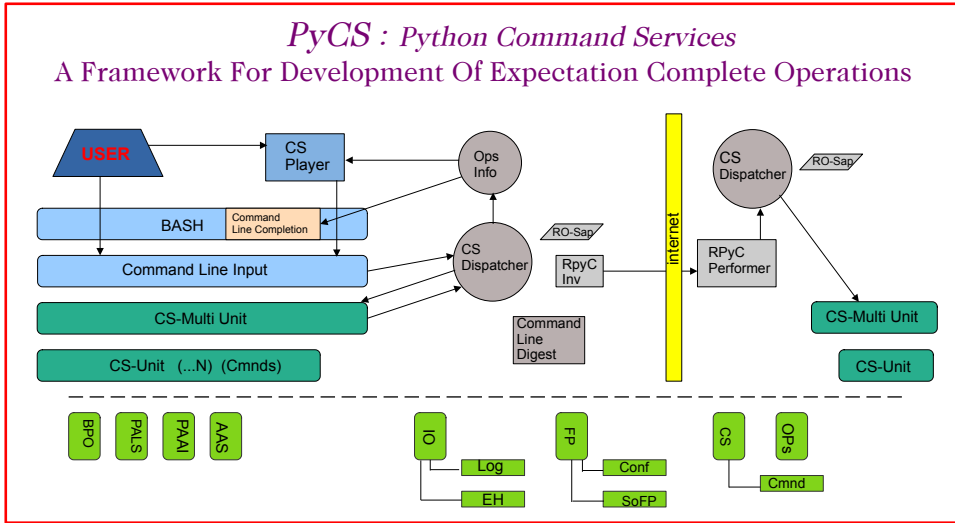 PyCS : Python Command Services
A Framework For Development Of Expectation Complete Operations
USER
CS
Player
Ops
Info
CS
Dispatcher
RO-Sap
BASH
Command
Line Completion
RO-Sap
internet
Command Line Input
CS
Dispatcher
RpyC
Inv
RPyC
Performer
CS-Multi Unit
Command
Line
Digest
CS-Multi Unit
CS-Unit (...N) (Cmnds)
CS-Unit
BPO
PALS
PAAI
AAS
IO
Log
EH
FP
Conf
SoFP
CS
Cmnd
OPs